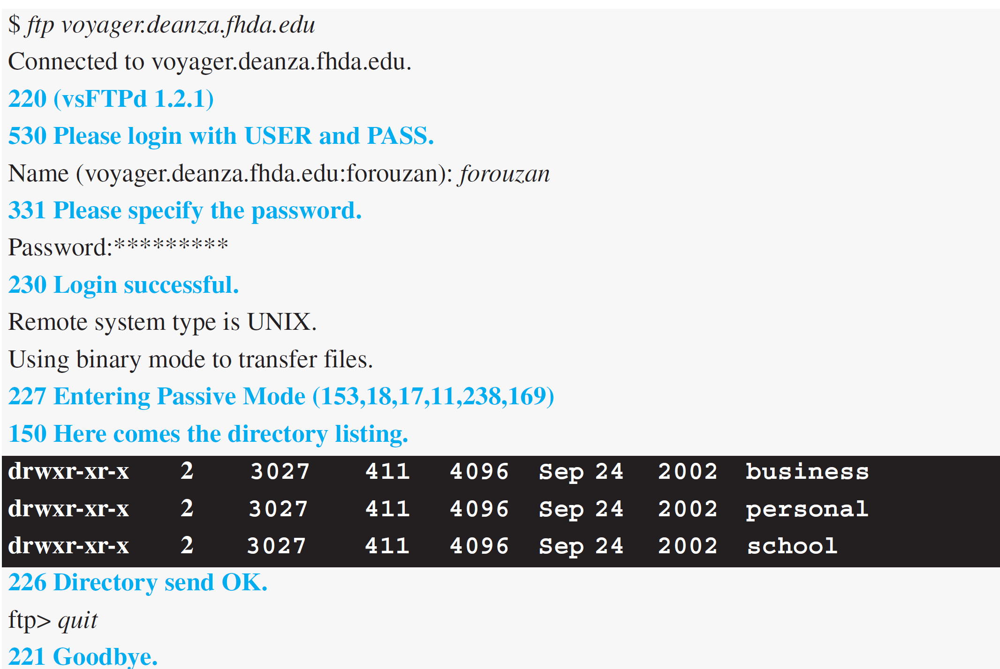 $ ftp voyager.deanza.fhda.edu
Connected to voyager.deanza.fhda.edu.
220 (vsFTPd 1.2.1)
530 Please login with USER and PASS.
Name (voyager.deanza.fhda.edu:forouzan): forouzan
331 Please specify the password.
Password:*********
230 Login successful.
Remote system type is UNIX.
Using binary mode to transfer files.
227 Entering Passive Mode (153,18,17,11,238,169)
150 Here comes the directory listing.
drwxr-xr-x 2 3027 411 4096 Sep 24 2002 business
drwxr-xr-x 2 3027 411 4096 Sep 24 2002 personal
drwxr-xr-x 2 3027 411 4096 Sep 24 2002 school
226 Directory send OK.
ftp> quit
221 Goodbye.